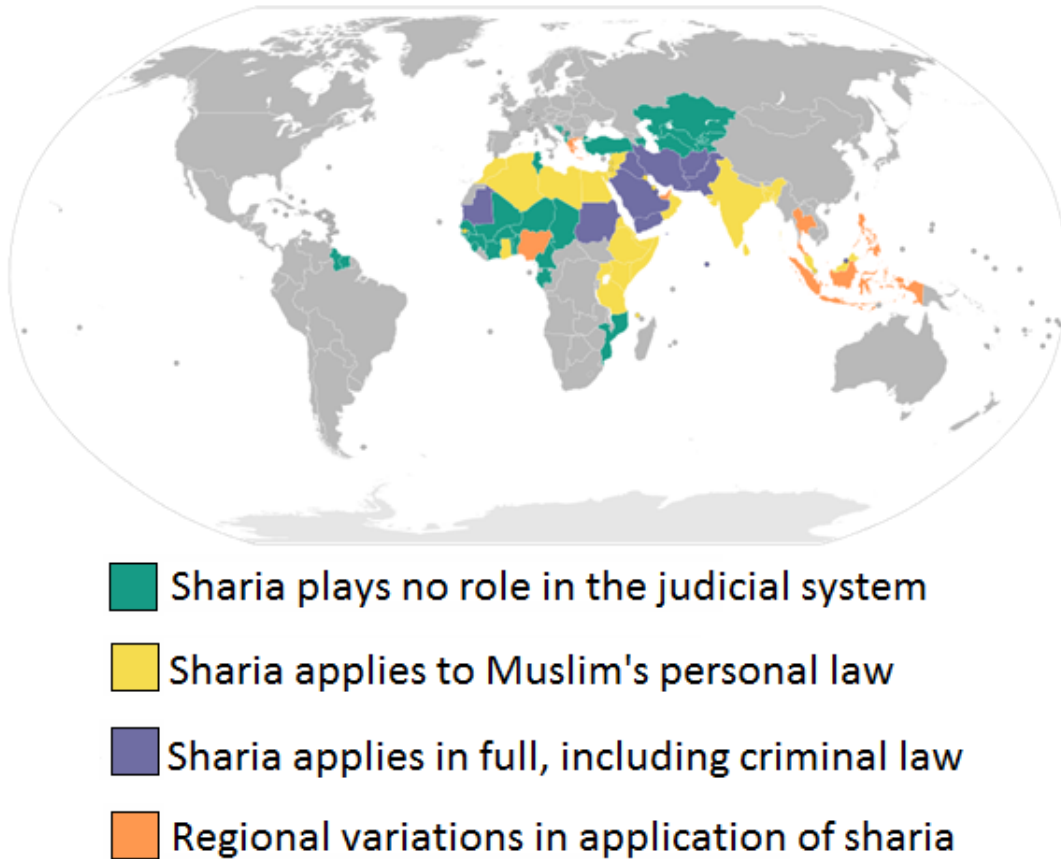 Sharia plays no role in the judicial system
Sharia applies to Muslim's personal law
Sharia applies in full, including criminal law
Regional variations in application of sharia